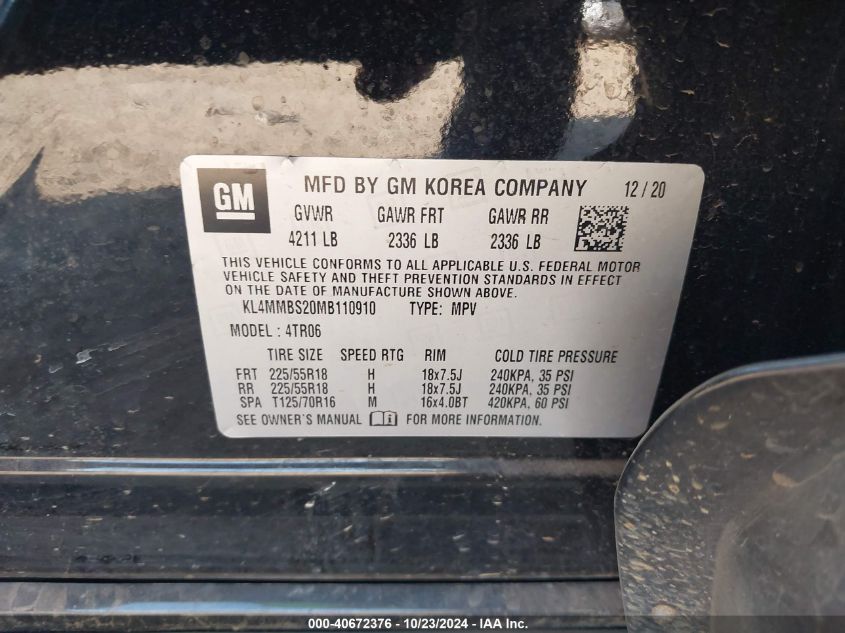 GM MFD BY GM KOREA COMPANY 12/20
GVWR GAWR FRT GAWR RR
4211 LB 2336 LB 2336 LB
THIS VEHICLE CONFORMS TO ALL APPLICABLE U.S. FEDERAL MOTOR
VEHICLE SAFETY AND THEFT PREVENTION STANDARDS IN EFFECT
ON THE DATE OF MANUFACTURE SHOWN ABOVE.
KL4MMBS20MB110910 TYPE: MPV
MODEL: 4TR06
TIRE SIZE SPEED RTG RIM COLD TIRE PRESSURE
FRT 225/55R18 H 18x7.5J 240KPA, 35 PSI
RR 225/55R18 H 18x7.5J 240KPA, 35 PSI
SPA T125/70R16 M 16x4.0BT 420KPA, 60 PSI
SEE OWNER'S MANUAL FOR MORE INFORMATION.
000-40672376 - 10/23/2024 - IAA Inc.